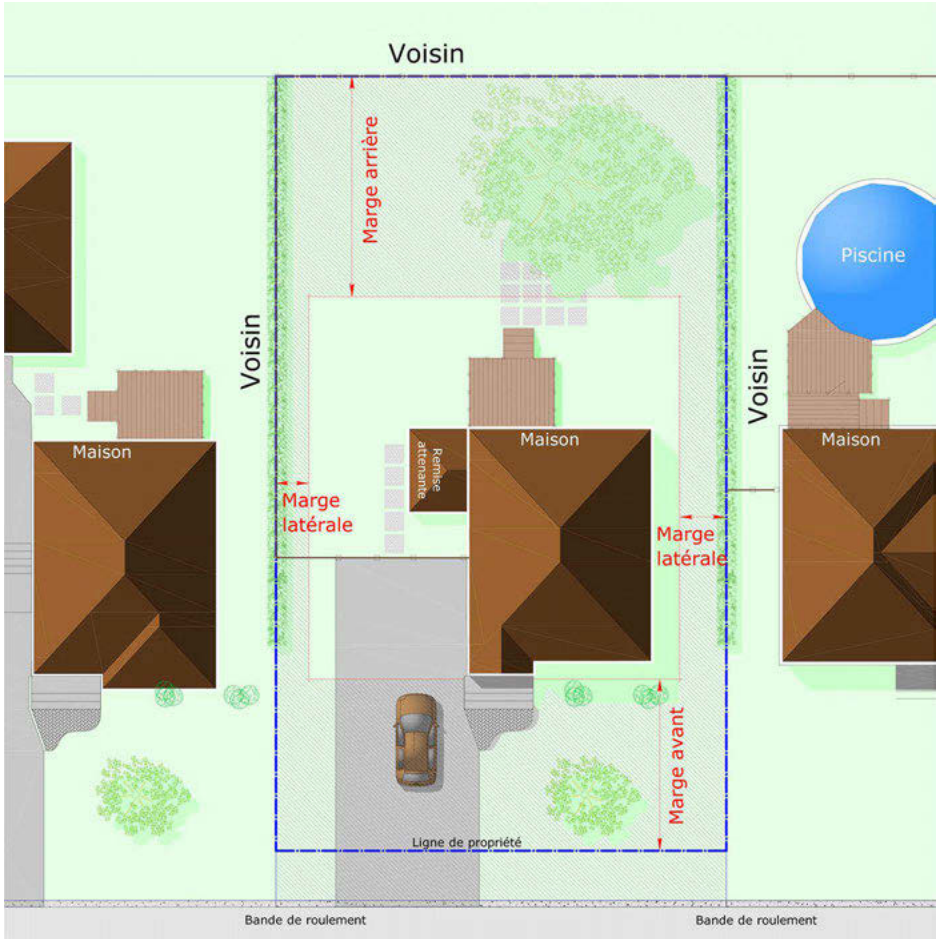 Voisin
Marge arrière
Piscine
Voisin
Voisin
Maison
Maison
Maison
Remise
attenante
Marge
latérale
Marge
latérale
Marge avant
Ligne de propriété
Bande de roulement
Bande de roulement